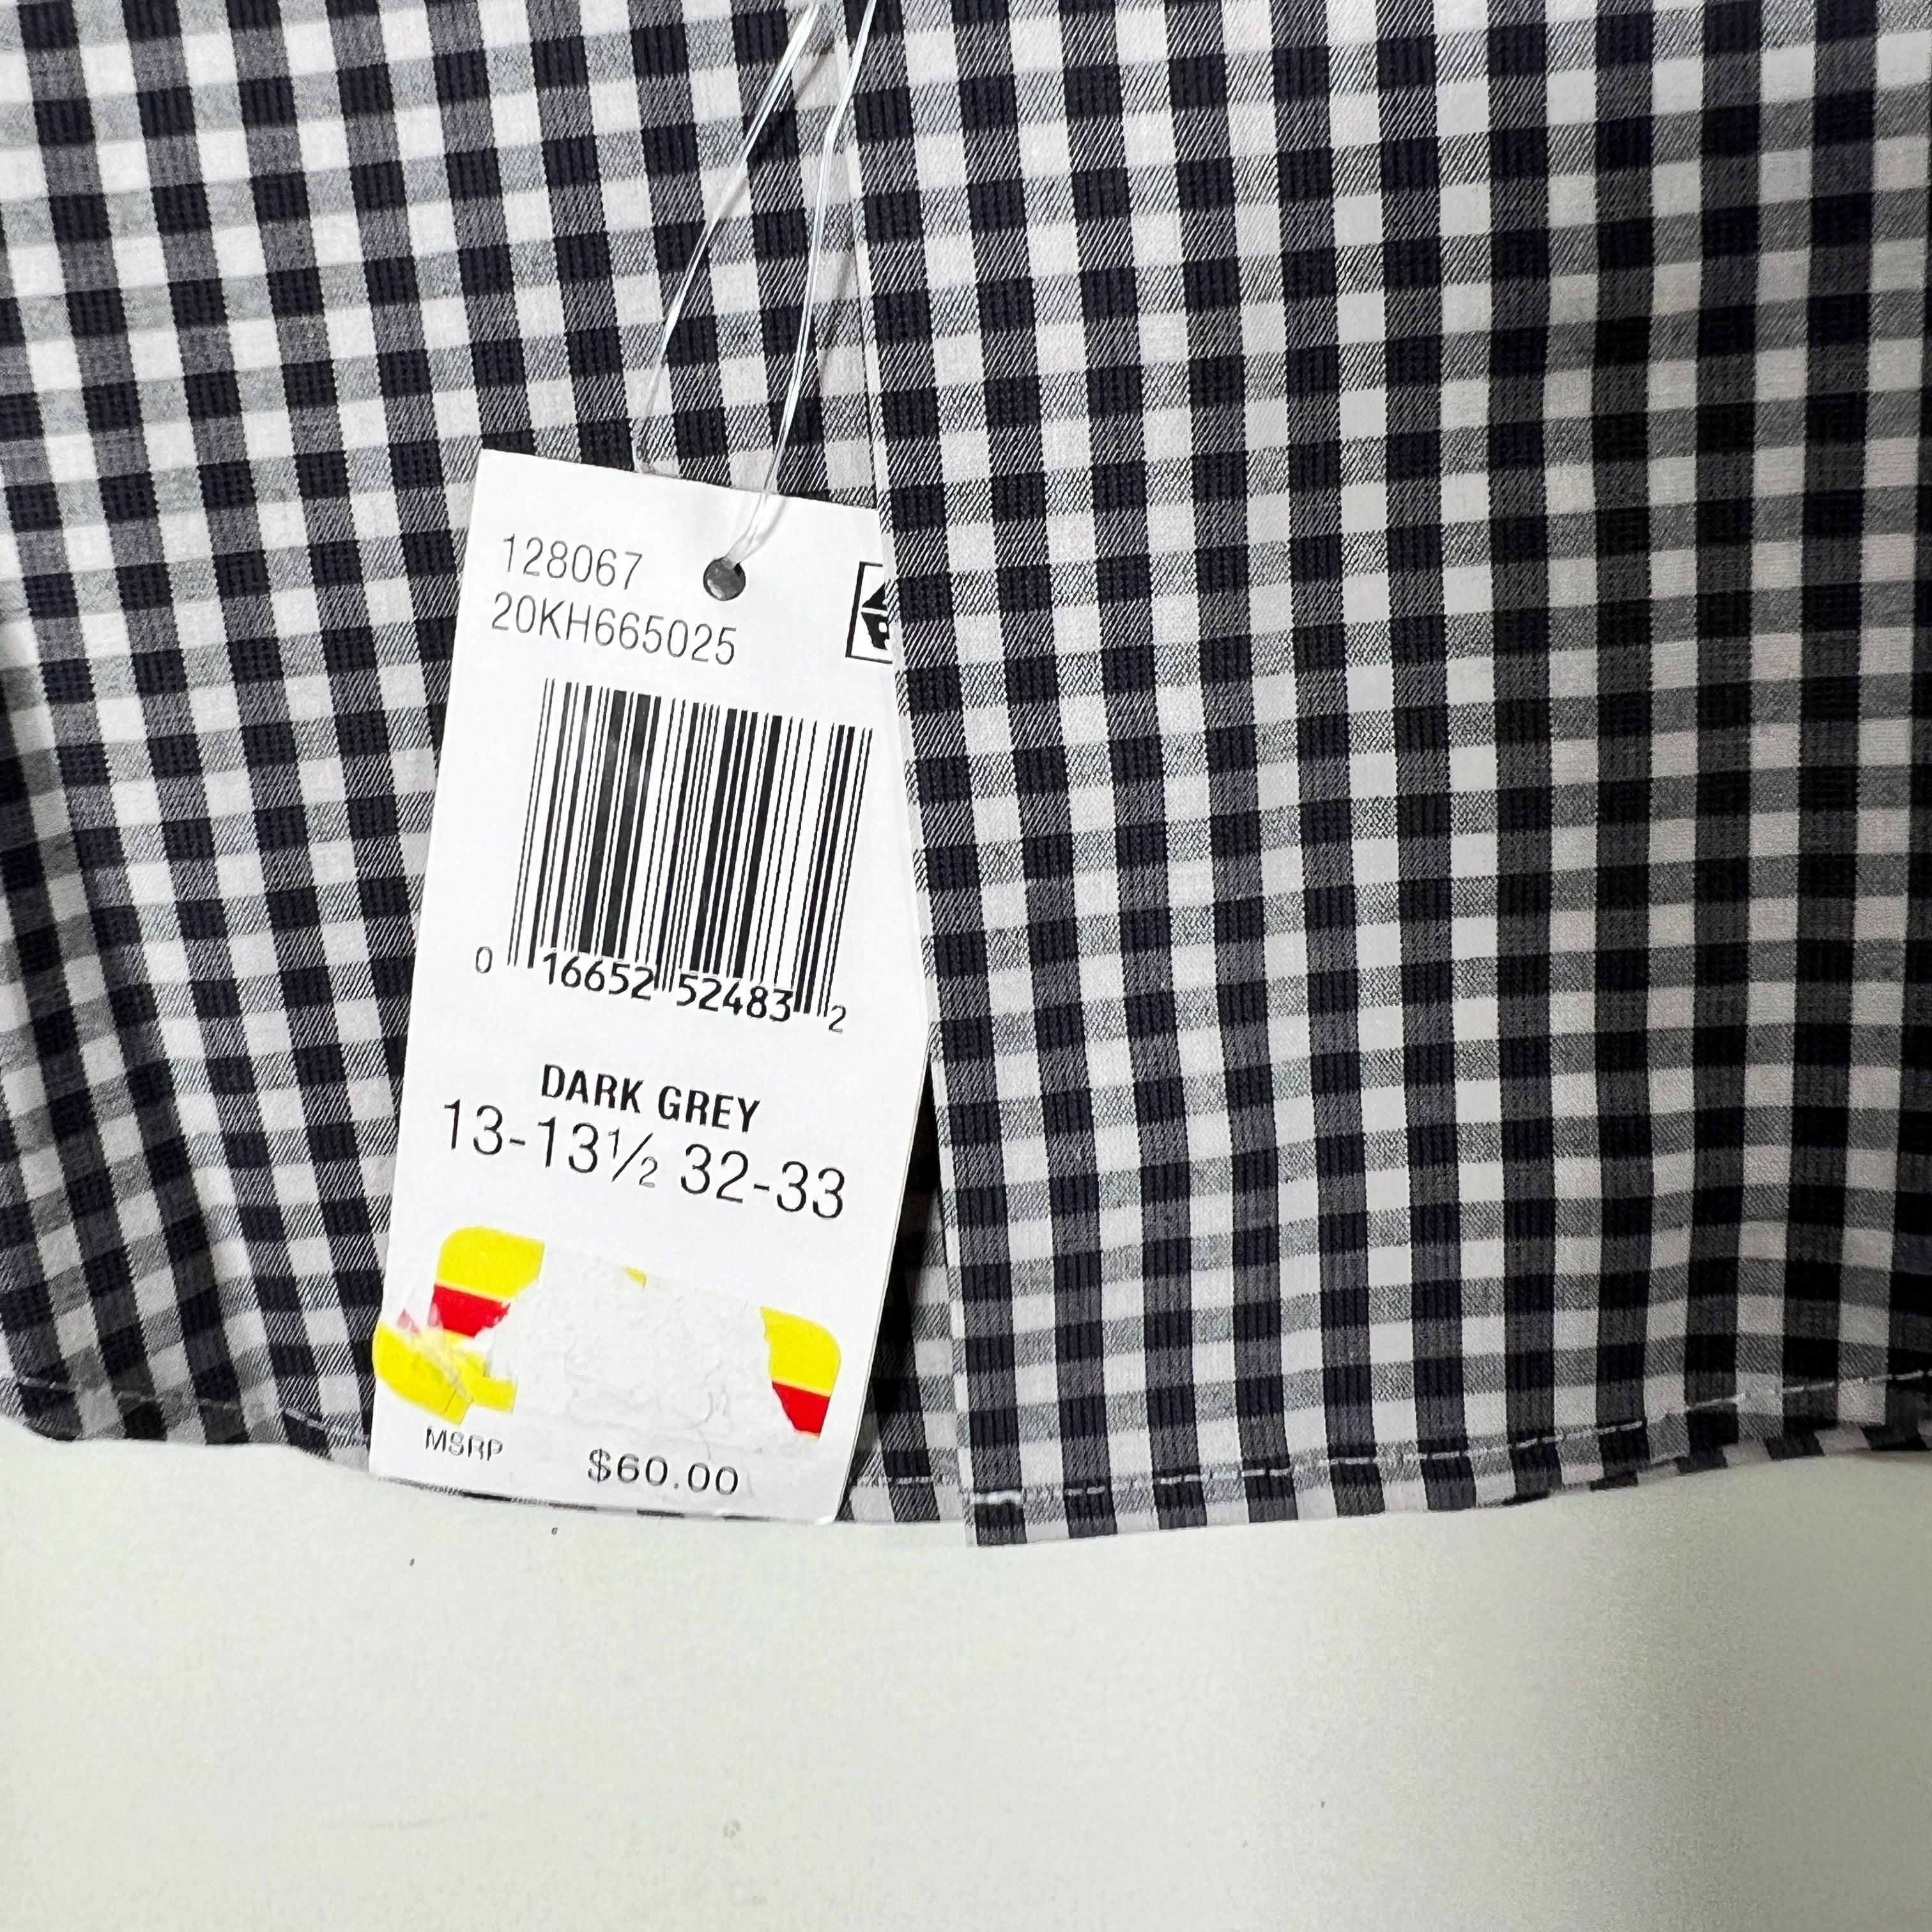 128067
20KH665025
0 16652 52483 2
DARK GREY
13-13½ 32-33
MSRP $60.00